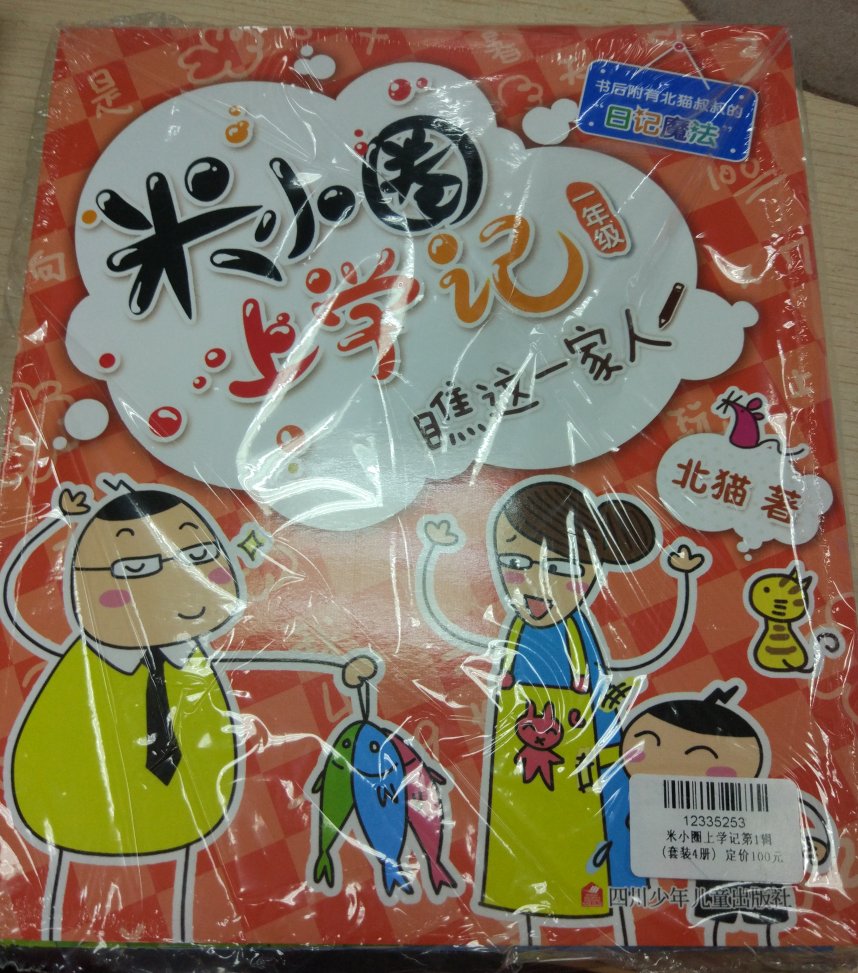 书后附有北猫叔叔的
“日记魔法”
米小圈
上学记
一年级
瞧这一家人
北猫 著
12335253
米小圈上学记第1辑
(套装4册) 定价100元
四川少年儿童出版社